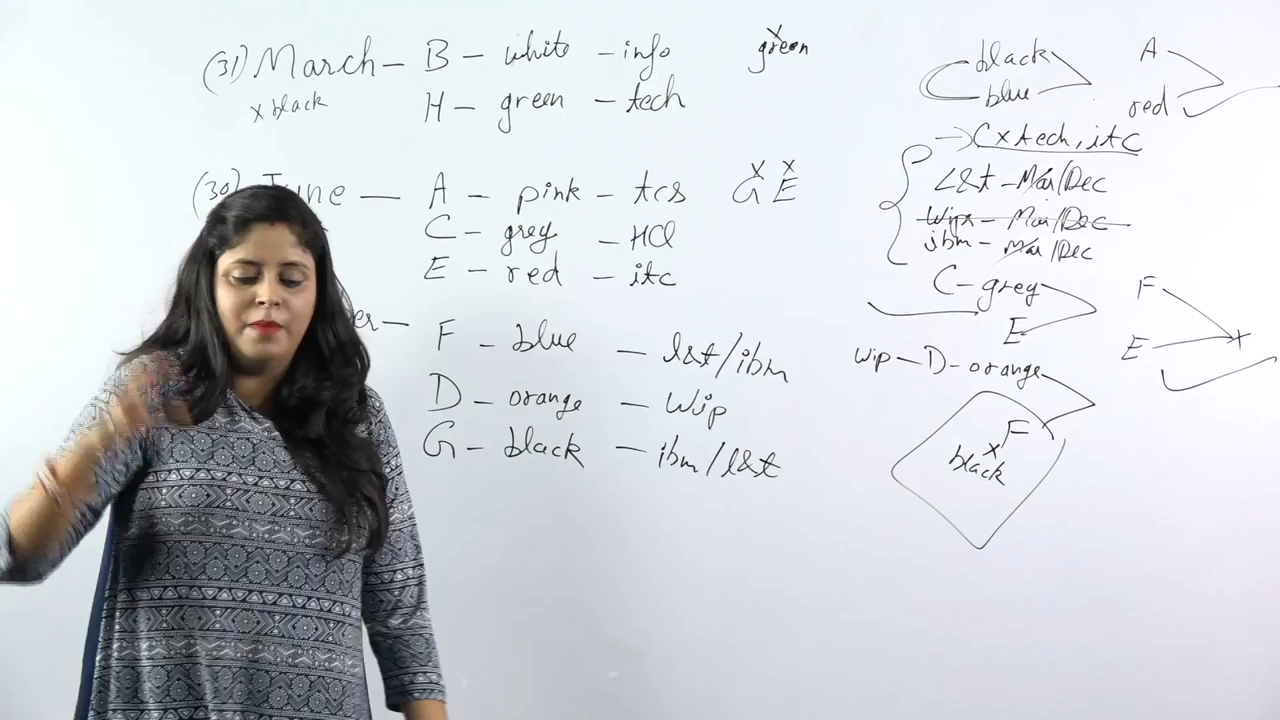 (31) March - B - white - info
x black
H - green - tech
x
green
(30) June - A - pink - tcs
x x
G E
C - grey - HCl
E - red - itc
er - F - blue - l&t/ibm
D - orange - Wip
G - black - ibm/l&t
black
blue
A
red
→ C x tech, itc
L&t - Mar/Dec
Wipr - Mar/Dec
ibm - Mar/Dec
C - grey
E
F
E x
wip - D - orange
F
x
black